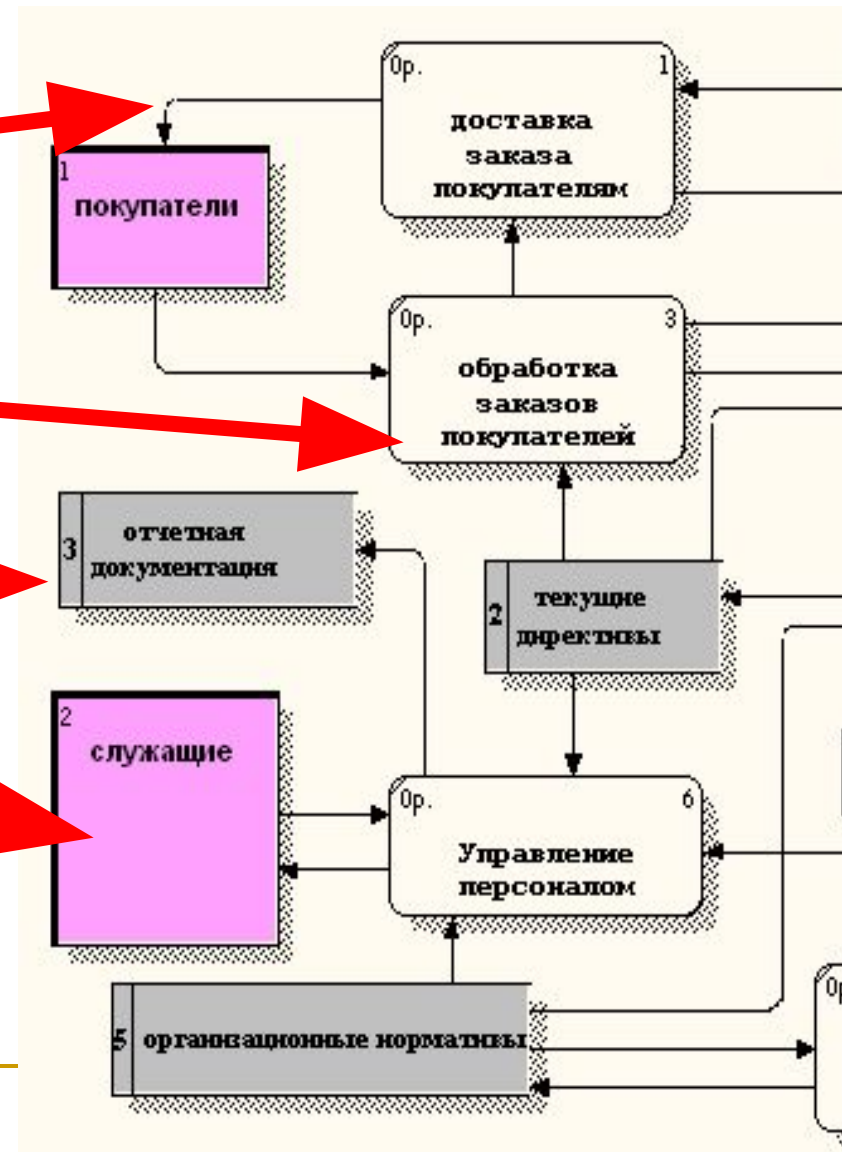 0р.
1
доставка
заказа
покупателям
1
покупатели
0р.
3
обработка
заказов
покупателей
3
отчетная
документация
2
текущие
директивы
2
служащие
0р.
6
Управление
персоналом
5
организационные нормативы